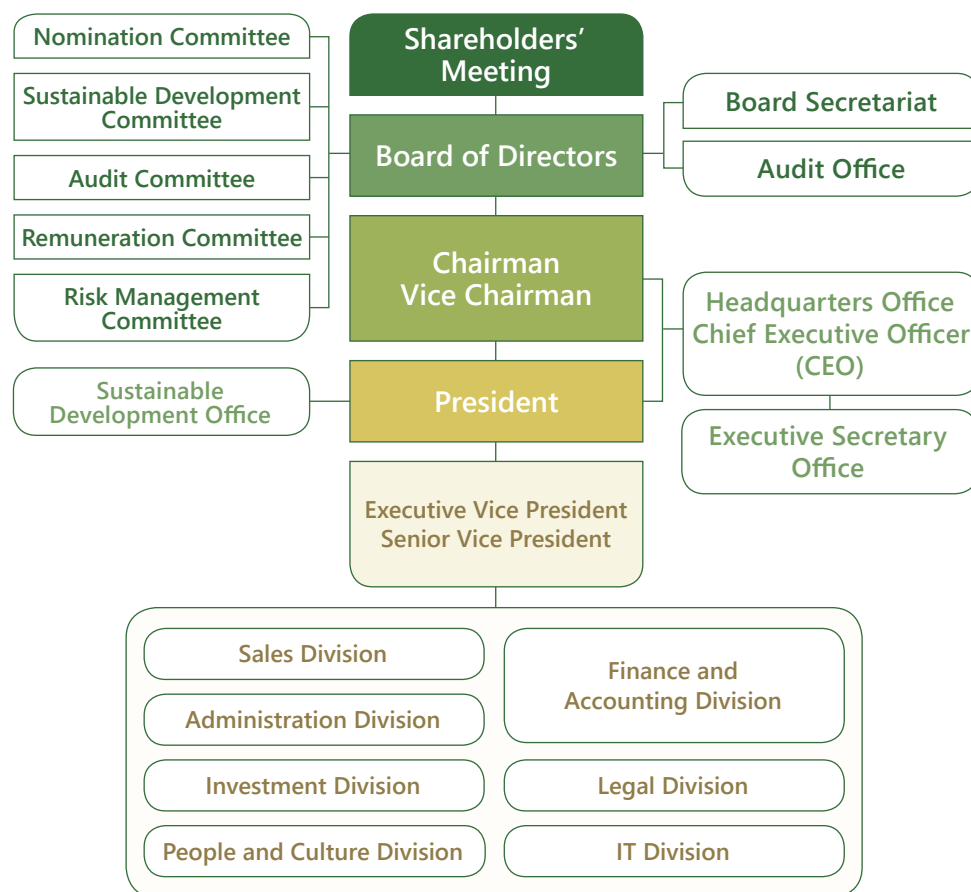 Nomination Committee
Sustainable Development
Committee
Audit Committee
Remuneration Committee
Risk Management
Committee
Sustainable
Development Office
Shareholders’
Meeting
Board of Directors
Chairman
Vice Chairman
President
Executive Vice President
Senior Vice President
Board Secretariat
Audit Office
Headquarters Office
Chief Executive Officer
(CEO)
Executive Secretary
Office
Sales Division
Administration Division
Investment Division
People and Culture Division
Finance and
Accounting Division
Legal Division
IT Division